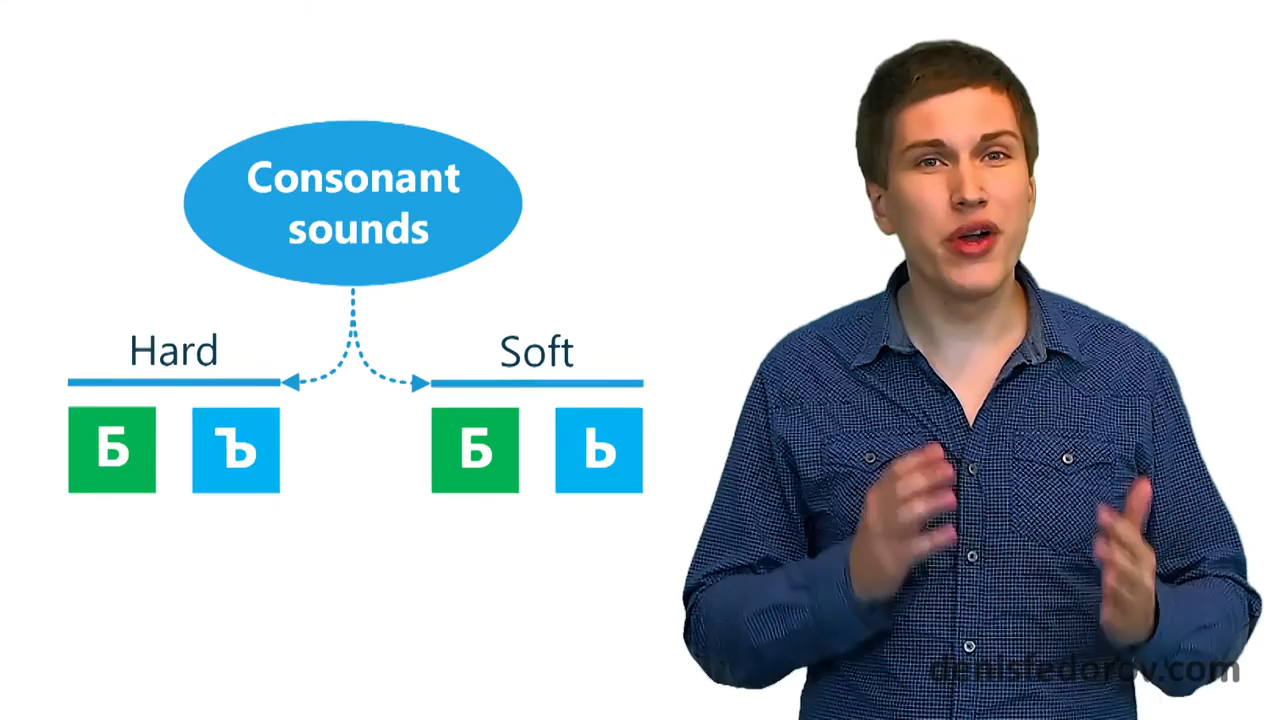 Consonant
sounds
Hard
Soft
Б Ъ
Б Ь
denisfedorov.com